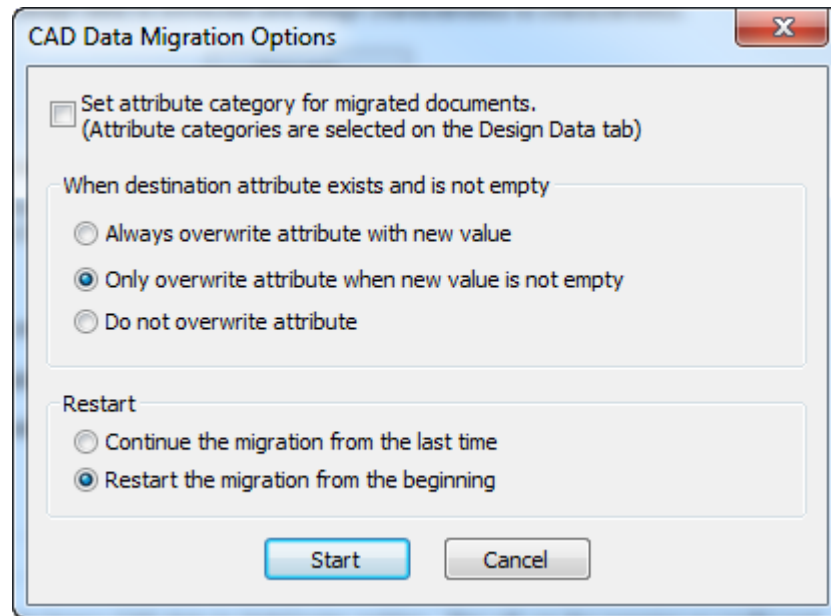 CAD Data Migration Options
Set attribute category for migrated documents.
(Attribute categories are selected on the Design Data tab)
When destination attribute exists and is not empty
Always overwrite attribute with new value
Only overwrite attribute when new value is not empty
Do not overwrite attribute
Restart
Continue the migration from the last time
Restart the migration from the beginning
Start Cancel